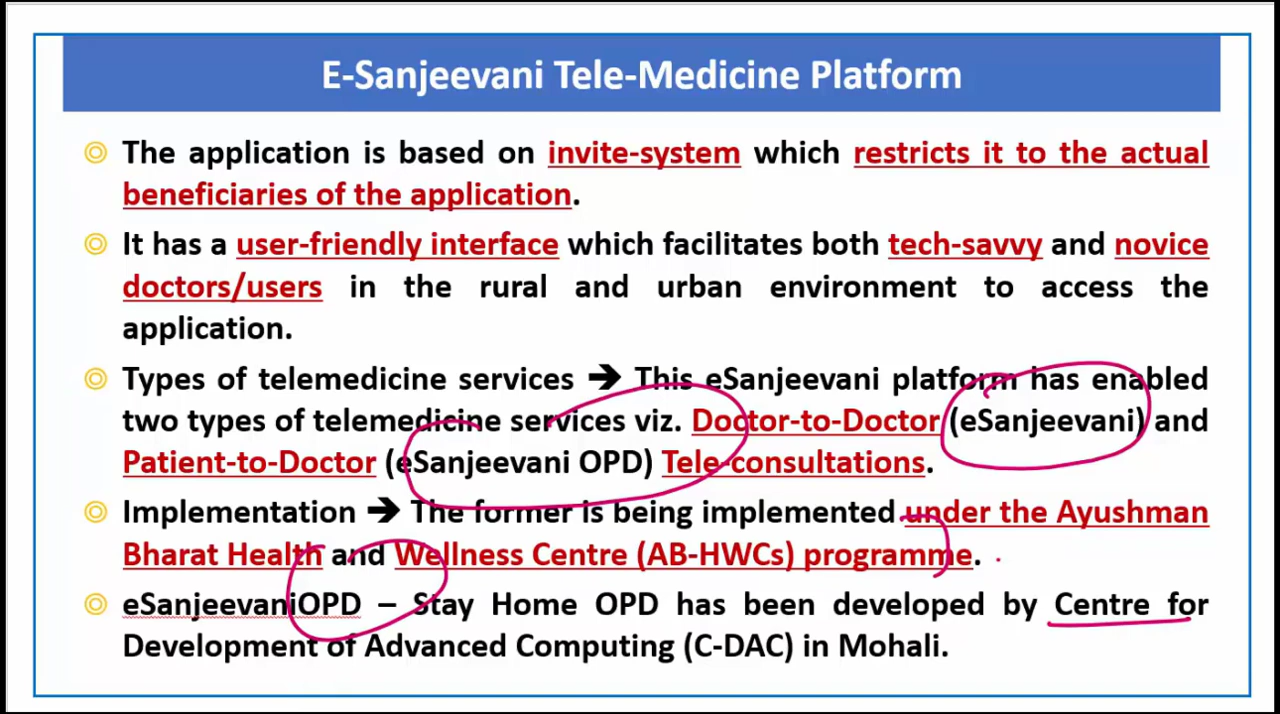 E-Sanjeevani Tele-Medicine Platform
The application is based on invite-system which restricts it to the actual
beneficiaries of the application.
It has a user-friendly interface which facilitates both tech-savvy and novice
doctors/users in the rural and urban environment to access the
application.
Types of telemedicine services ➔ This eSanjeevani platform has enabled
two types of telemedicine services viz. Doctor-to-Doctor (eSanjeevani) and
Patient-to-Doctor (eSanjeevani OPD) Tele-consultations.
Implementation ➔ The former is being implemented under the Ayushman
Bharat Health and Wellness Centre (AB-HWCs) programme.
eSanjeevaniOPD – Stay Home OPD has been developed by Centre for
Development of Advanced Computing (C-DAC) in Mohali.